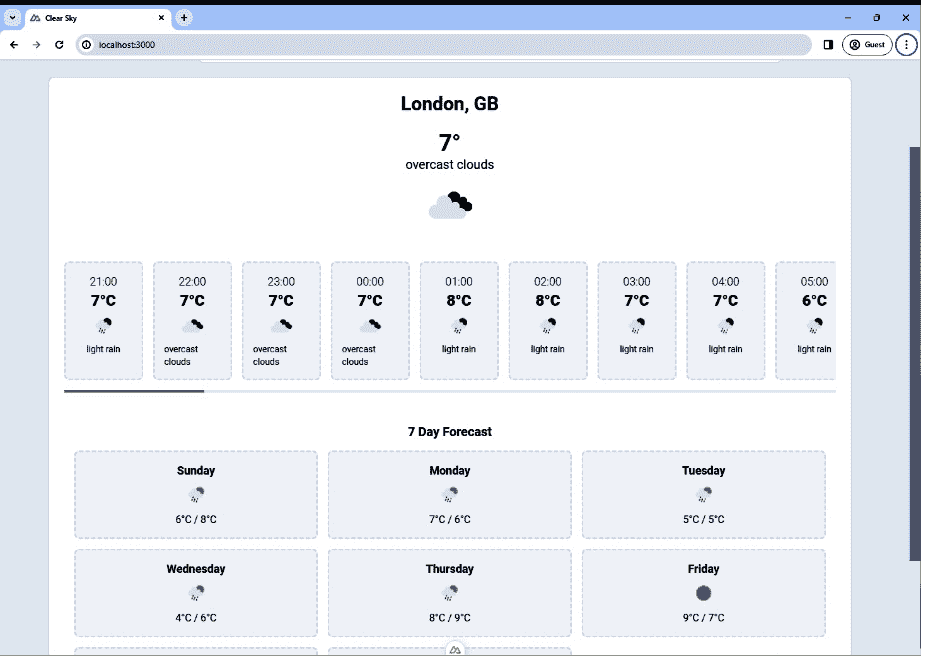 Clear Sky
localhost:3000
Guest
London, GB
7°
overcast clouds
21:00 22:00 23:00 00:00 01:00 02:00 03:00 04:00 05:00
7°C 7°C 7°C 7°C 8°C 8°C 7°C 7°C 6°C
light rain overcast overcast overcast light rain light rain light rain light rain light rain
clouds clouds clouds
7 Day Forecast
Sunday Monday Tuesday
6°C / 8°C 7°C / 6°C 5°C / 5°C
Wednesday Thursday Friday
4°C / 6°C 8°C / 9°C 9°C / 7°C